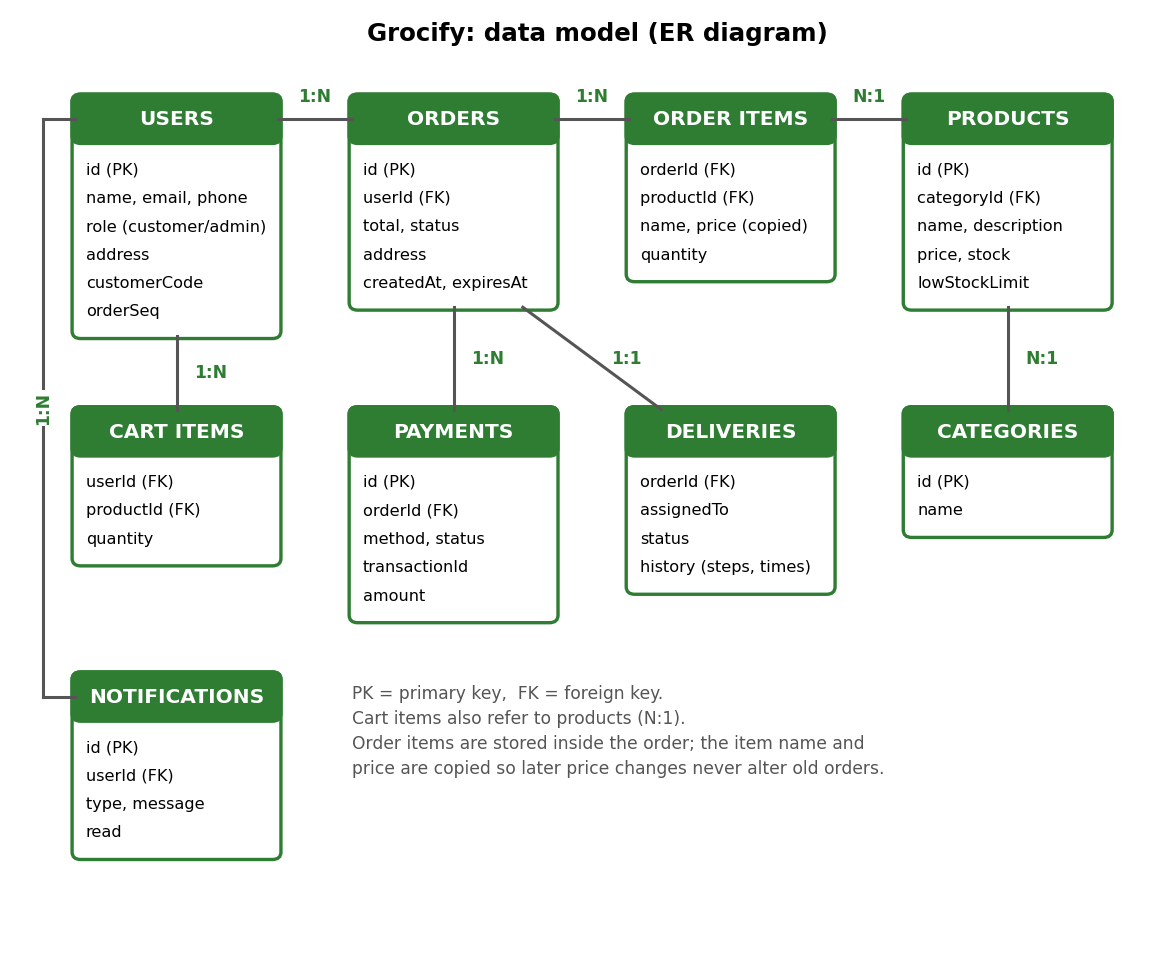 Grocify: data model (ER diagram)
1:N
1:N
N:1
USERS
id (PK)
name, email, phone
role (customer/admin)
address
customerCode
orderSeq
ORDERS
id (PK)
userId (FK)
total, status
address
createdAt, expiresAt
ORDER ITEMS
orderId (FK)
productId (FK)
name, price (copied)
quantity
PRODUCTS
id (PK)
categoryId (FK)
name, description
price, stock
lowStockLimit
1:N
1:N
1:1
N:1
1:N
CART ITEMS
userId (FK)
productId (FK)
quantity
PAYMENTS
id (PK)
orderId (FK)
method, status
transactionId
amount
DELIVERIES
orderId (FK)
assignedTo
status
history (steps, times)
CATEGORIES
id (PK)
name
NOTIFICATIONS
id (PK)
userId (FK)
type, message
read
PK = primary key,  FK = foreign key.
Cart items also refer to products (N:1).
Order items are stored inside the order; the item name and
price are copied so later price changes never alter old orders.